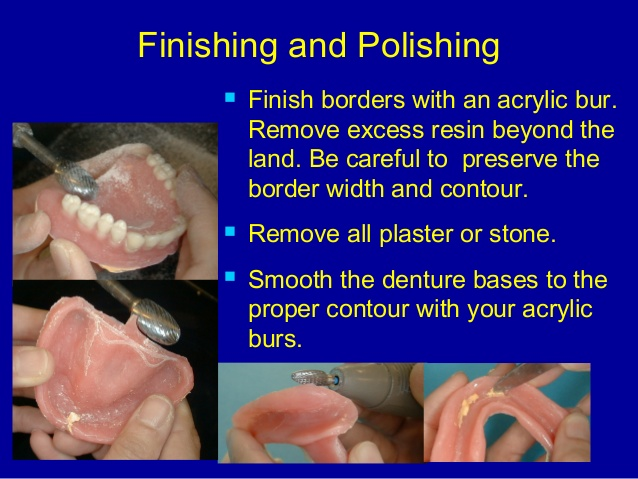 Finishing and Polishing
Finish borders with an acrylic bur.
Remove excess resin beyond the
land. Be careful to  preserve the
border width and contour.
Remove all plaster or stone.
Smooth the denture bases to the
proper contour with your acrylic
burs.